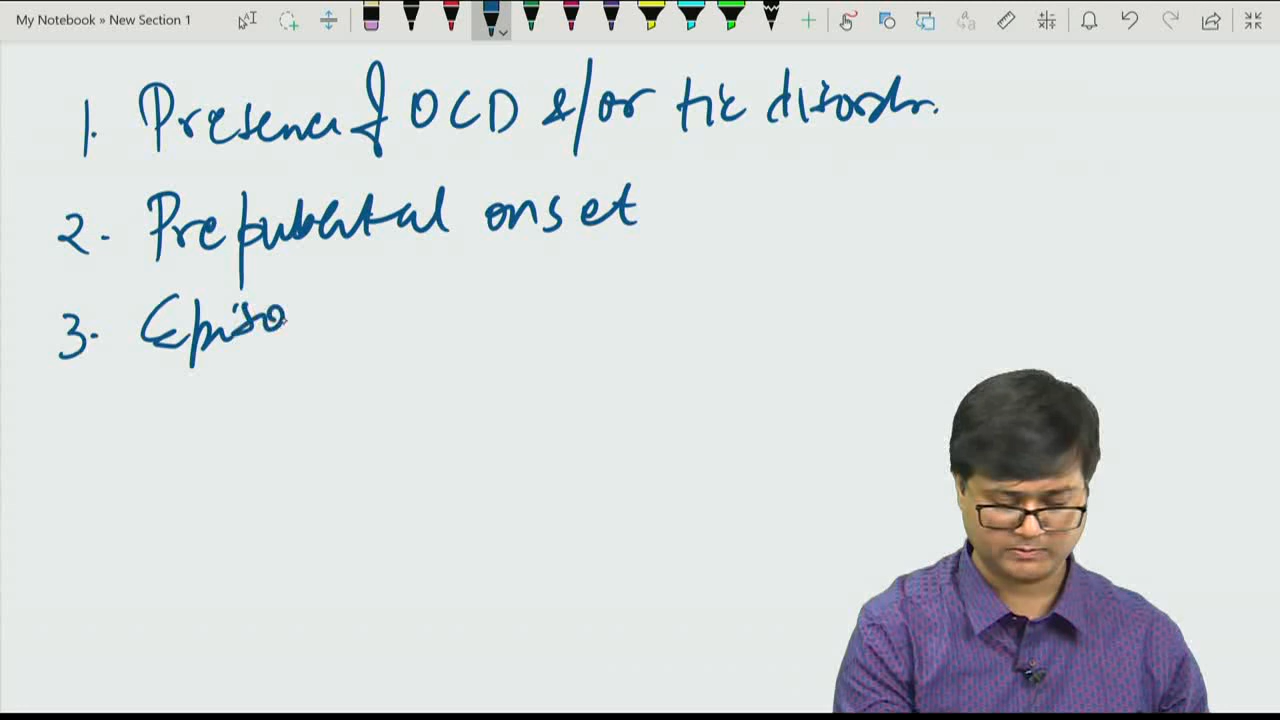 My Notebook » New Section 1
1. Presence of OCD &/or tic disorder.
2. Prepubertal onset
3. Episo